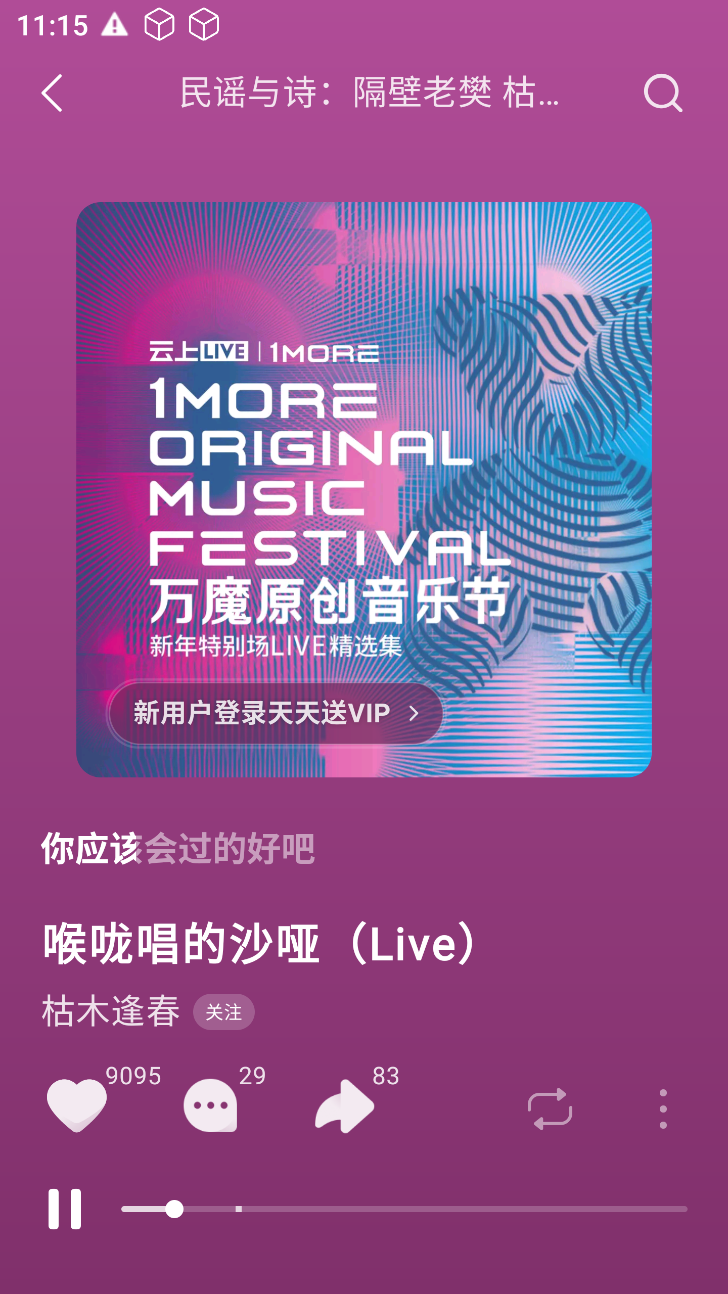 11:15
民谣与诗：隔壁老樊 枯...
云上LIVE | 1MORE
1MORE
ORIGINAL
MUSIC
FESTIVAL
万魔原创音乐节
新年特别场LIVE精选集
新用户登录天天送VIP
你应该会过的好吧
喉咙唱的沙哑（Live）
枯木逢春 关注
9095 29 83